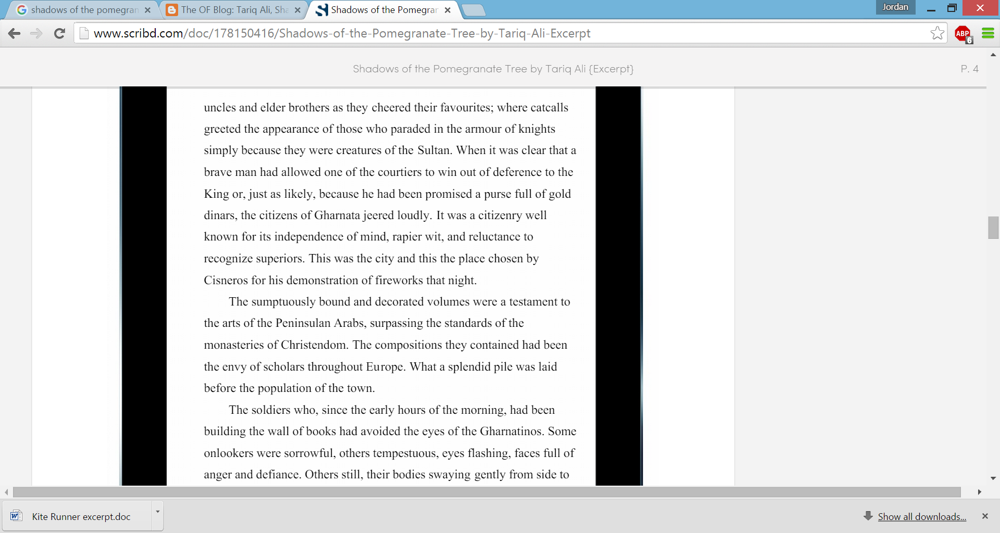 shadows of the pomegran
The OF Blog: Tariq Ali, Sha
Shadows of the Pomegran
Jordan
www.scribd.com/doc/178150416/Shadows-of-the-Pomegranate-Tree-by-Tariq-Ali-Excerpt
ABP
6
Shadows of the Pomegranate Tree by Tariq Ali {Excerpt}
P. 4
uncles and elder brothers as they cheered their favourites; where catcalls
greeted the appearance of those who paraded in the armour of knights
simply because they were creatures of the Sultan. When it was clear that a
brave man had allowed one of the courtiers to win out of deference to the
King or, just as likely, because he had been promised a purse full of gold
dinars, the citizens of Gharnata jeered loudly. It was a citizenry well
known for its independence of mind, rapier wit, and reluctance to
recognize superiors. This was the city and this the place chosen by
Cisneros for his demonstration of fireworks that night.
The sumptuously bound and decorated volumes were a testament to
the arts of the Peninsulan Arabs, surpassing the standards of the
monasteries of Christendom. The compositions they contained had been
the envy of scholars throughout Europe. What a splendid pile was laid
before the population of the town.
The soldiers who, since the early hours of the morning, had been
building the wall of books had avoided the eyes of the Gharnatinos. Some
onlookers were sorrowful, others tempestuous, eyes flashing, faces full of
anger and defiance. Others still, their bodies swaying gently from side to
Kite Runner excerpt.doc
Show all downloads...